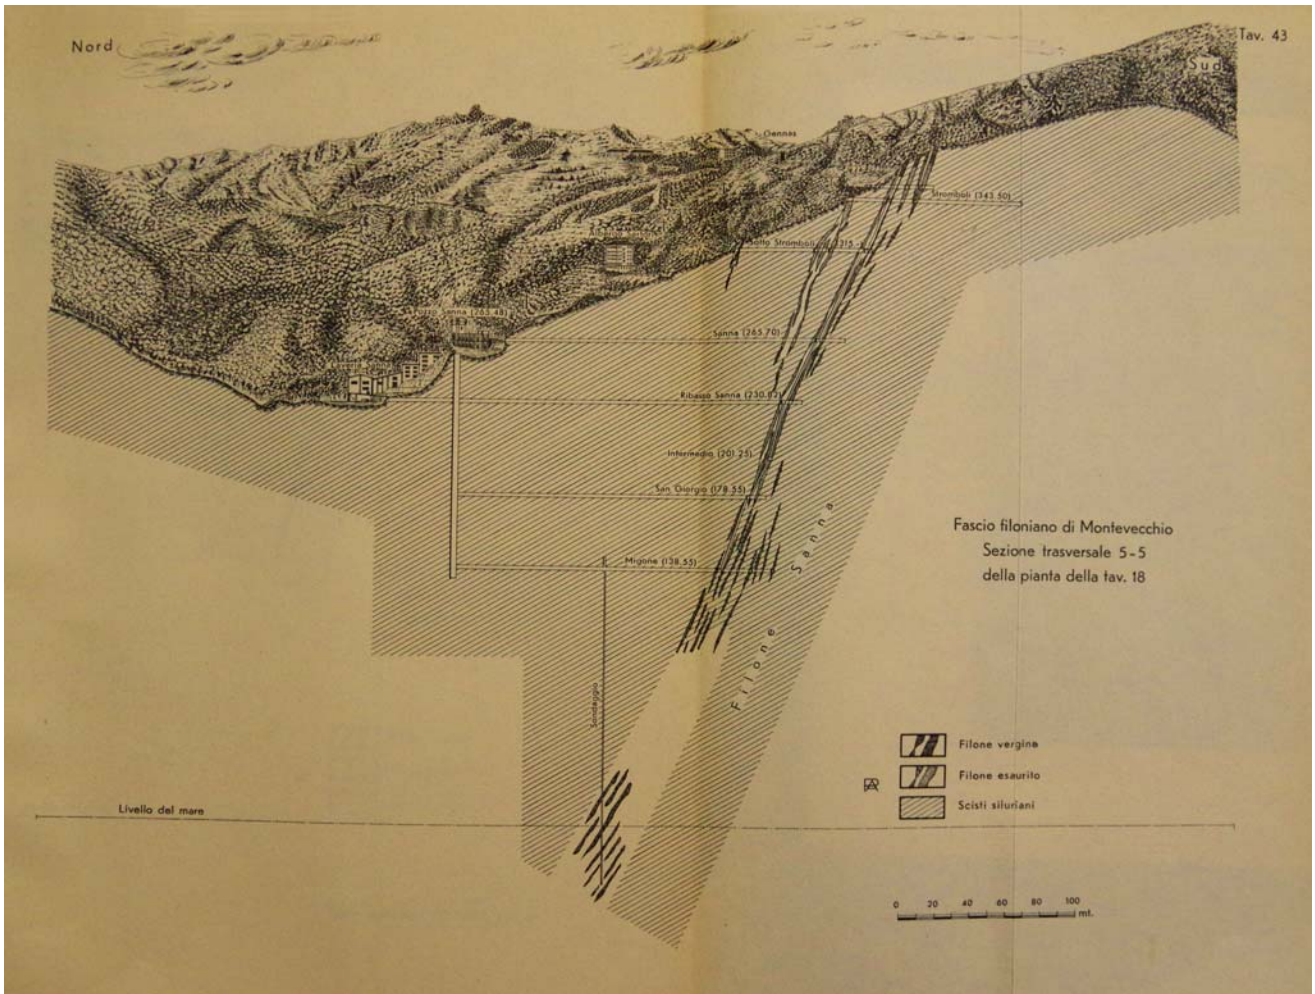 Nord
Tav. 43
Sud
Gennas
Stromboli (343.50)
Sotto Stromboli (315.-)
Pozzo Sanna (265.48)
Sanna (265.70)
Ribasso Sanna (230.82)
Intermedio (201.25)
San Giorgio (178.55)
Migone (138.55)
Filone Sanna
Sondaggio
Fascio filoniano di Montevecchio
Sezione trasversale 5-5
della pianta della tav. 18
Filone vergine
Filone esaurito
Scisti siluriani
Livello del mare
0 20 40 60 80 100
mt.